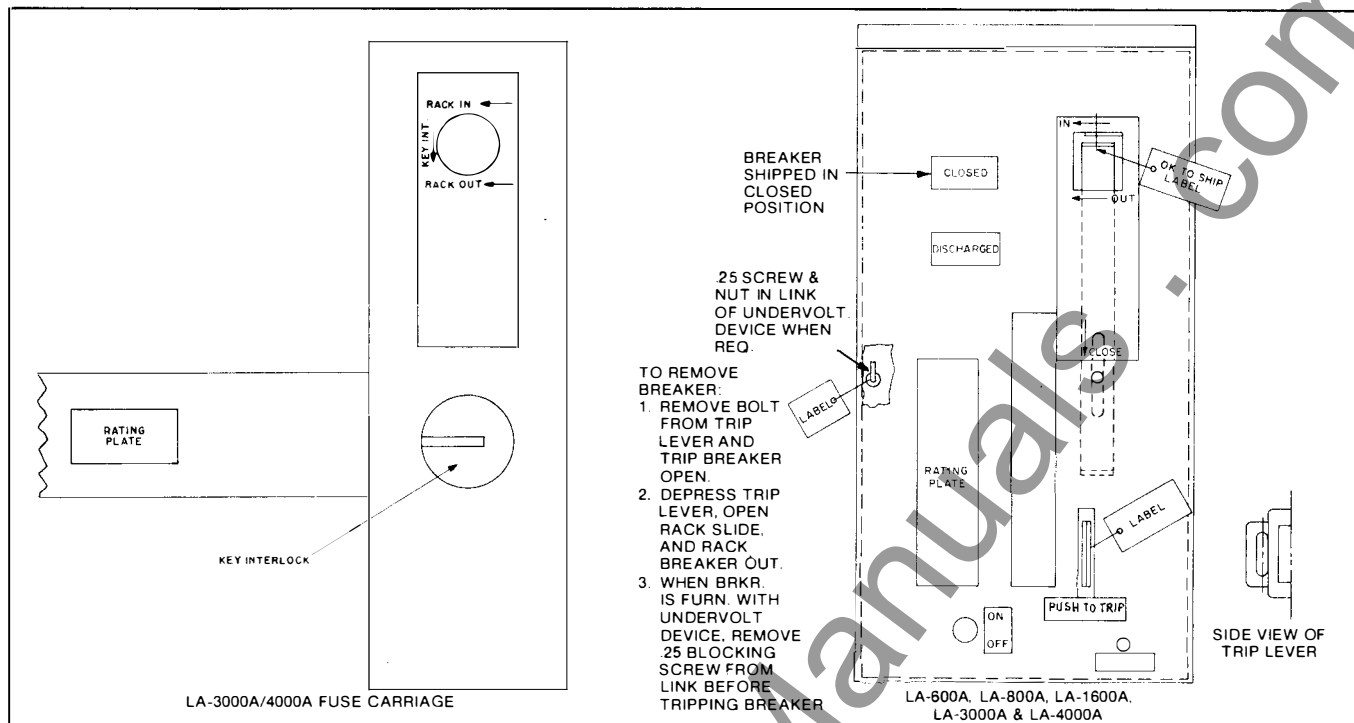 RACK IN
KEY INT.
RACK OUT
RATING
PLATE
KEY INTERLOCK
LA-3000A/4000A FUSE CARRIAGE
BREAKER
SHIPPED IN
CLOSED
POSITION
CLOSED
DISCHARGED
IN
OUT
OK TO SHIP
LABEL
.25 SCREW &
NUT IN LINK
OF UNDERVOLT.
DEVICE WHEN
REQ.
LABEL
CLOSE
TO REMOVE
BREAKER:
1. REMOVE BOLT
FROM TRIP
LEVER AND
TRIP BREAKER
OPEN.
2. DEPRESS TRIP
LEVER, OPEN
RACK SLIDE,
AND RACK
BREAKER OUT.
3. WHEN BRKR.
IS FURN. WITH
UNDERVOLT
DEVICE, REMOVE
.25 BLOCKING
SCREW FROM
LINK BEFORE
TRIPPING BREAKER
RATING
PLATE
LABEL
PUSH TO TRIP
ON
OFF
SIDE VIEW OF
TRIP LEVER
LA-600A, LA-800A, LA-1600A,
LA-3000A & LA-4000A
Manuals.com